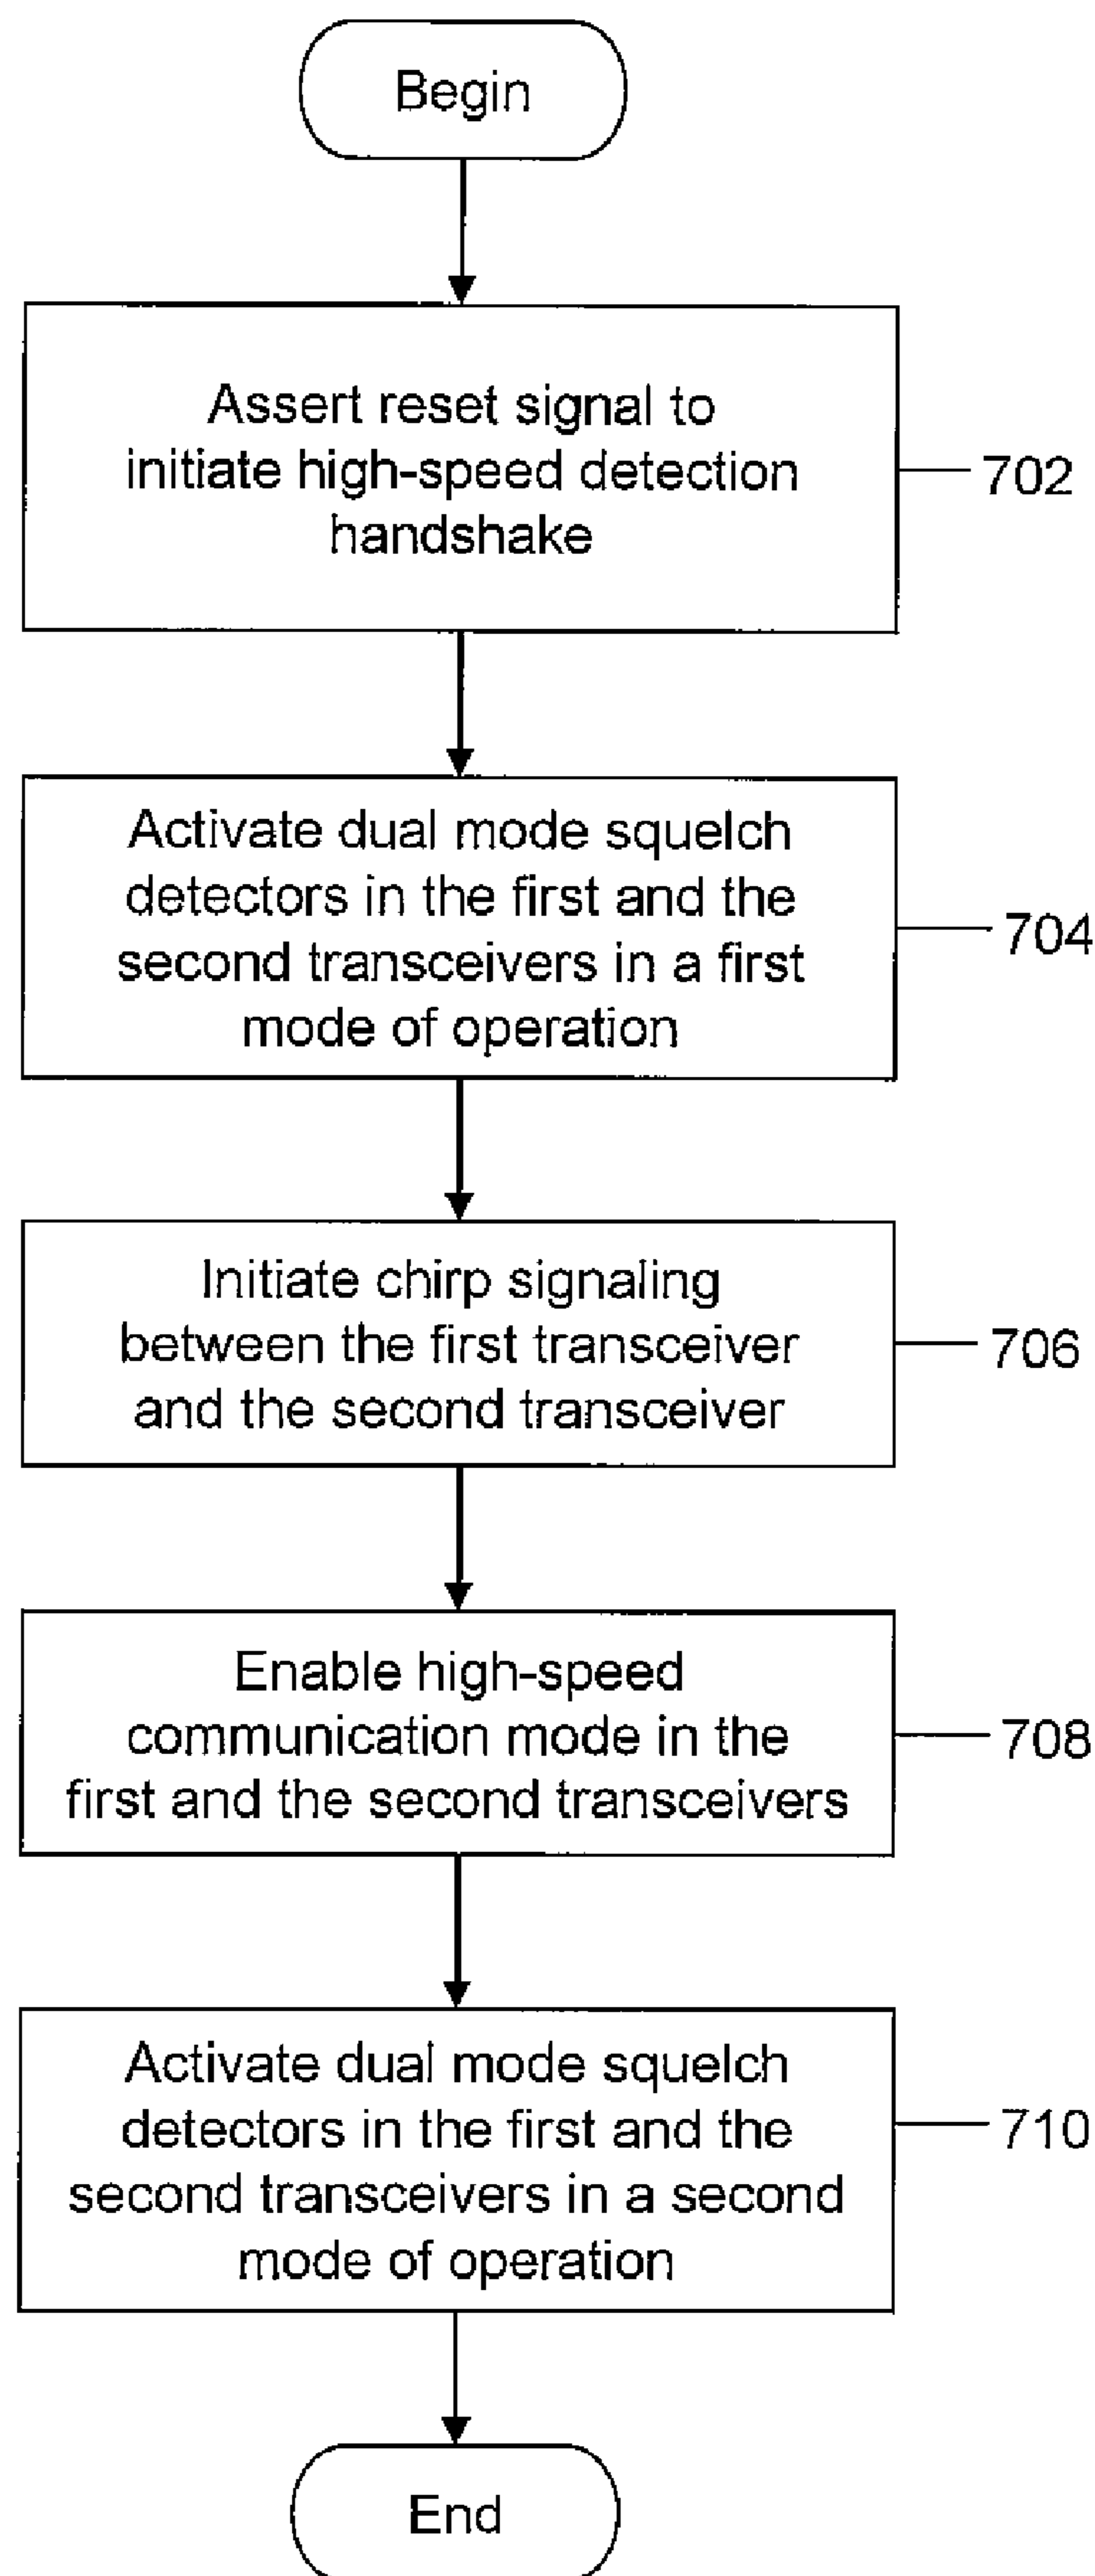 Begin
Assert reset signal to
initiate high-speed detection
handshake
702
Activate dual mode squelch
detectors in the first and the
second transceivers in a first
mode of operation
704
Initiate chirp signaling
between the first transceiver
and the second transceiver
706
Enable high-speed
communication mode in the
first and the second transceivers
708
Activate dual mode squelch
detectors in the first and the
second transceivers in a second
mode of operation
710
End